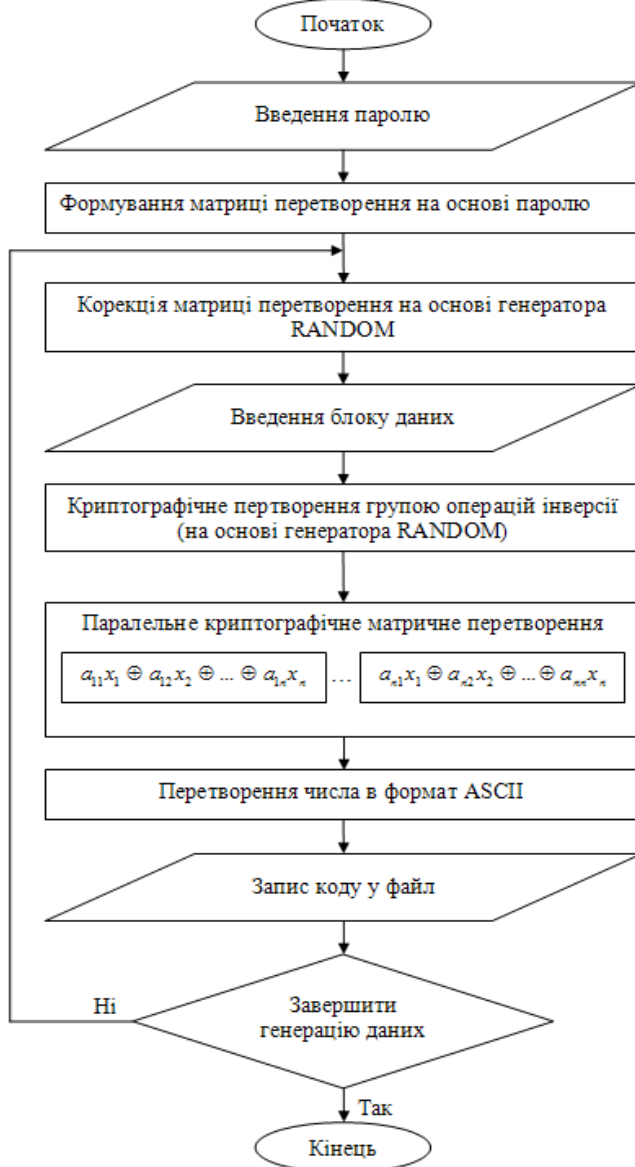 Початок
Введення паролю
Формування матриці перетворення на основі паролю
Корекція матриці перетворення на основі генератора
RANDOM
Введення блоку даних
Криптографічне пертворення групою операцій інверсії
(на основі генератора RANDOM)
Паралельне криптографічне матричне перетворення
a₁₁x₁ ⊕ a₁₂x₂ ⊕ ... ⊕ a₁ₙxₙ … aₙ₁x₁ ⊕ aₙ₂x₂ ⊕ ... ⊕ aₙₙxₙ
Перетворення числа в формат ASCII
Запис коду у файл
Ні
Завершити
генерацію даних
Так
Кінець